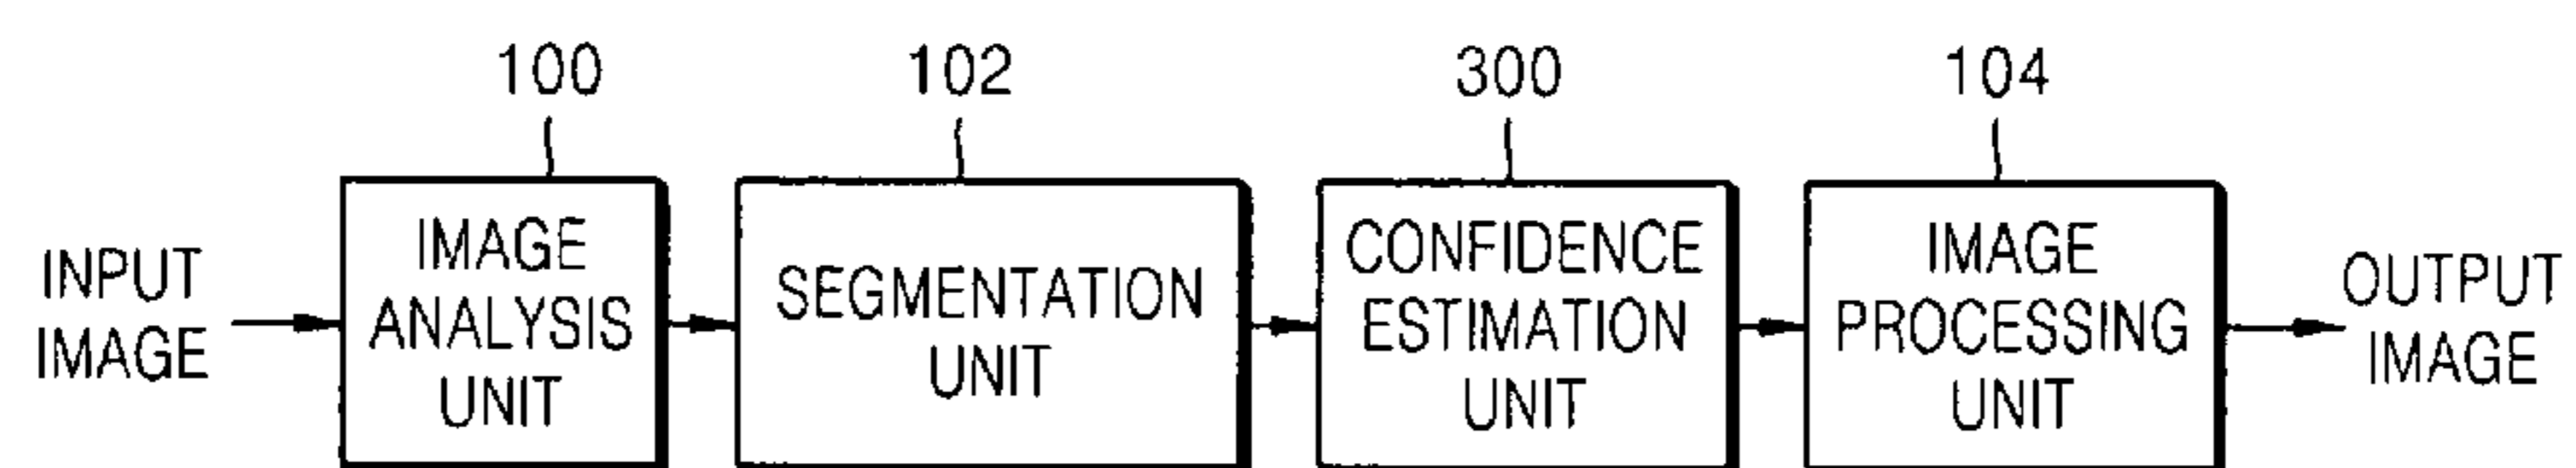 100
102
300
104
INPUT
IMAGE
IMAGE
ANALYSIS
UNIT
SEGMENTATION
UNIT
CONFIDENCE
ESTIMATION
UNIT
IMAGE
PROCESSING
UNIT
OUTPUT
IMAGE